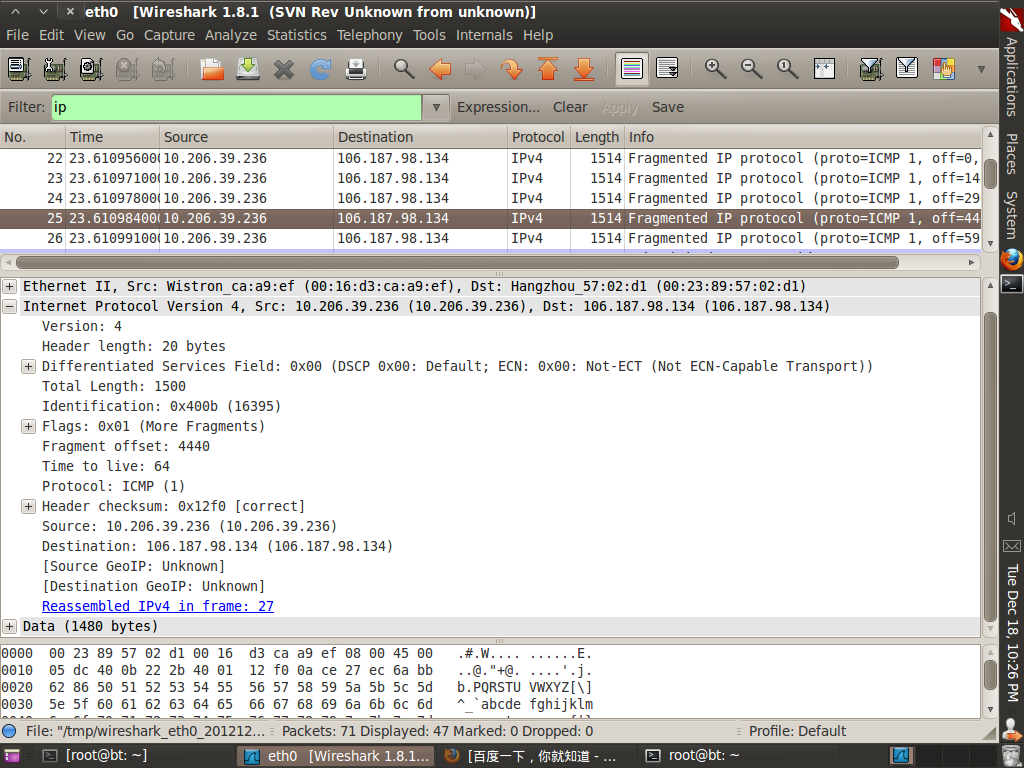 eth0   [Wireshark 1.8.1  (SVN Rev Unknown from unknown)]
File Edit View Go Capture Analyze Statistics Telephony Tools Internals Help
Filter: ip Expression... Clear Apply Save
No. Time Source Destination Protocol Length Info
22 23.610956000 10.206.39.236 106.187.98.134 IPv4 1514 Fragmented IP protocol (proto=ICMP 1, off=0,
23 23.610971000 10.206.39.236 106.187.98.134 IPv4 1514 Fragmented IP protocol (proto=ICMP 1, off=14
24 23.610978000 10.206.39.236 106.187.98.134 IPv4 1514 Fragmented IP protocol (proto=ICMP 1, off=29
25 23.610984000 10.206.39.236 106.187.98.134 IPv4 1514 Fragmented IP protocol (proto=ICMP 1, off=44
26 23.610991000 10.206.39.236 106.187.98.134 IPv4 1514 Fragmented IP protocol (proto=ICMP 1, off=59
Ethernet II, Src: Wistron_ca:a9:ef (00:16:d3:ca:a9:ef), Dst: Hangzhou_57:02:d1 (00:23:89:57:02:d1)
Internet Protocol Version 4, Src: 10.206.39.236 (10.206.39.236), Dst: 106.187.98.134 (106.187.98.134)
Version: 4
Header length: 20 bytes
Differentiated Services Field: 0x00 (DSCP 0x00: Default; ECN: 0x00: Not-ECT (Not ECN-Capable Transport))
Total Length: 1500
Identification: 0x400b (16395)
Flags: 0x01 (More Fragments)
Fragment offset: 4440
Time to live: 64
Protocol: ICMP (1)
Header checksum: 0x12f0 [correct]
Source: 10.206.39.236 (10.206.39.236)
Destination: 106.187.98.134 (106.187.98.134)
[Source GeoIP: Unknown]
[Destination GeoIP: Unknown]
Reassembled IPv4 in frame: 27
Data (1480 bytes)
0000  00 23 89 57 02 d1 00 16  d3 ca a9 ef 08 00 45 00   .#.W.... ......E.
0010  05 dc 40 0b 22 2b 40 01  12 f0 0a ce 27 ec 6a bb   ..@."+@. ....'.j.
0020  62 86 50 51 52 53 54 55  56 57 58 59 5a 5b 5c 5d   b.PQRSTU VWXYZ[\]
0030  5e 5f 60 61 62 63 64 65  66 67 68 69 6a 6b 6c 6d   ^_`abcde fghijklm
File: "/tmp/wireshark_eth0_201212... Packets: 71 Displayed: 47 Marked: 0 Dropped: 0 Profile: Default
[root@bt: ~] eth0   [Wireshark 1.8.1... [百度一下，你就知道 - ... root@bt: ~
Applications
Places
System
Tue Dec 18, 10:26 PM